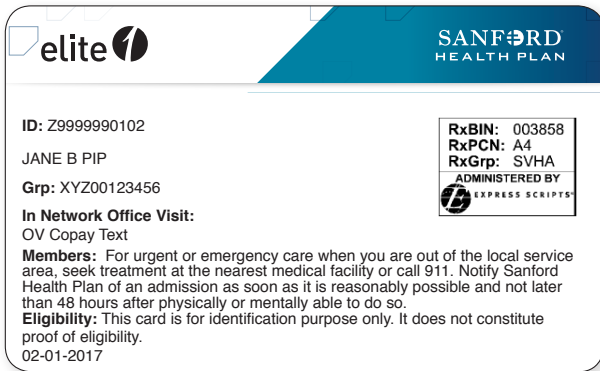 elite 1
SANFORD
HEALTH PLAN
ID: Z9999990102
JANE B PIP
Grp: XYZ00123456
RxBIN: 003858
RxPCN: A4
RxGrp: SVHA
ADMINISTERED BY
EXPRESS SCRIPTS®
In Network Office Visit:
OV Copay Text
Members: For urgent or emergency care when you are out of the local service
area, seek treatment at the nearest medical facility or call 911. Notify Sanford
Health Plan of an admission as soon as it is reasonably possible and not later
than 48 hours after physically or mentally able to do so.
Eligibility: This card is for identification purpose only. It does not constitute
proof of eligibility.
02-01-2017